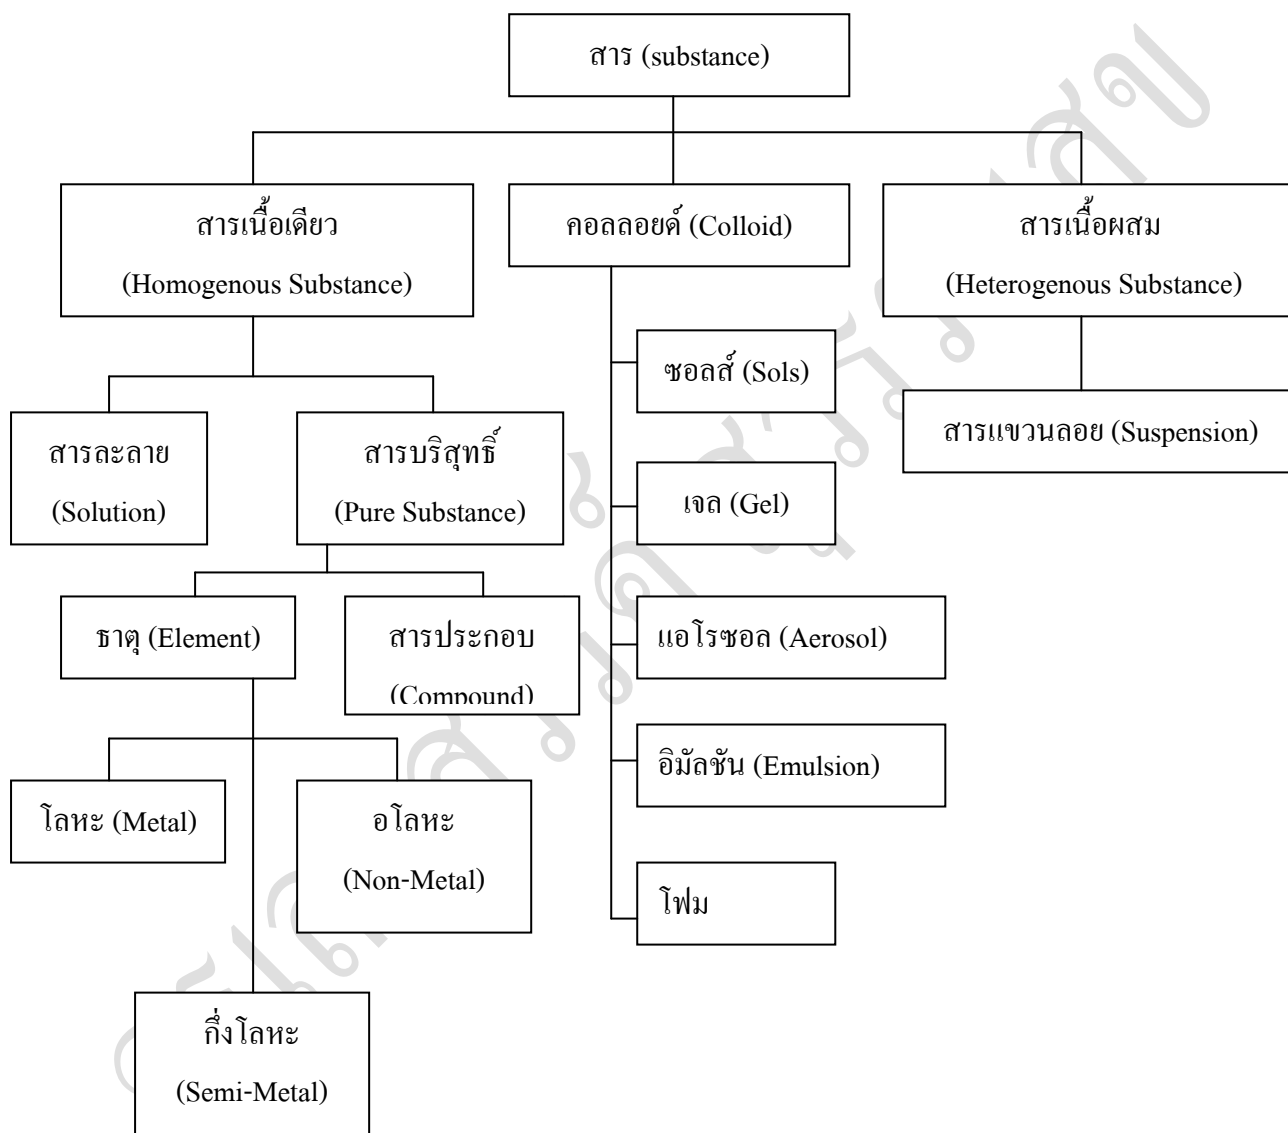 สาร (substance)
สารเนื้อเดียว
(Homogenous Substance)
คอลลอยด์ (Colloid)
สารเนื้อผสม
(Heterogenous Substance)
ซอลส์ (Sols)
สารละลาย
(Solution)
สารบริสุทธิ์
(Pure Substance)
สารแขวนลอย (Suspension)
เจล (Gel)
ธาตุ (Element)
สารประกอบ
(Compound)
แอโรซอล (Aerosol)
อิมัลชัน (Emulsion)
โลหะ (Metal)
อโลหะ
(Non-Metal)
โฟม
กึ่งโลหะ
(Semi-Metal)